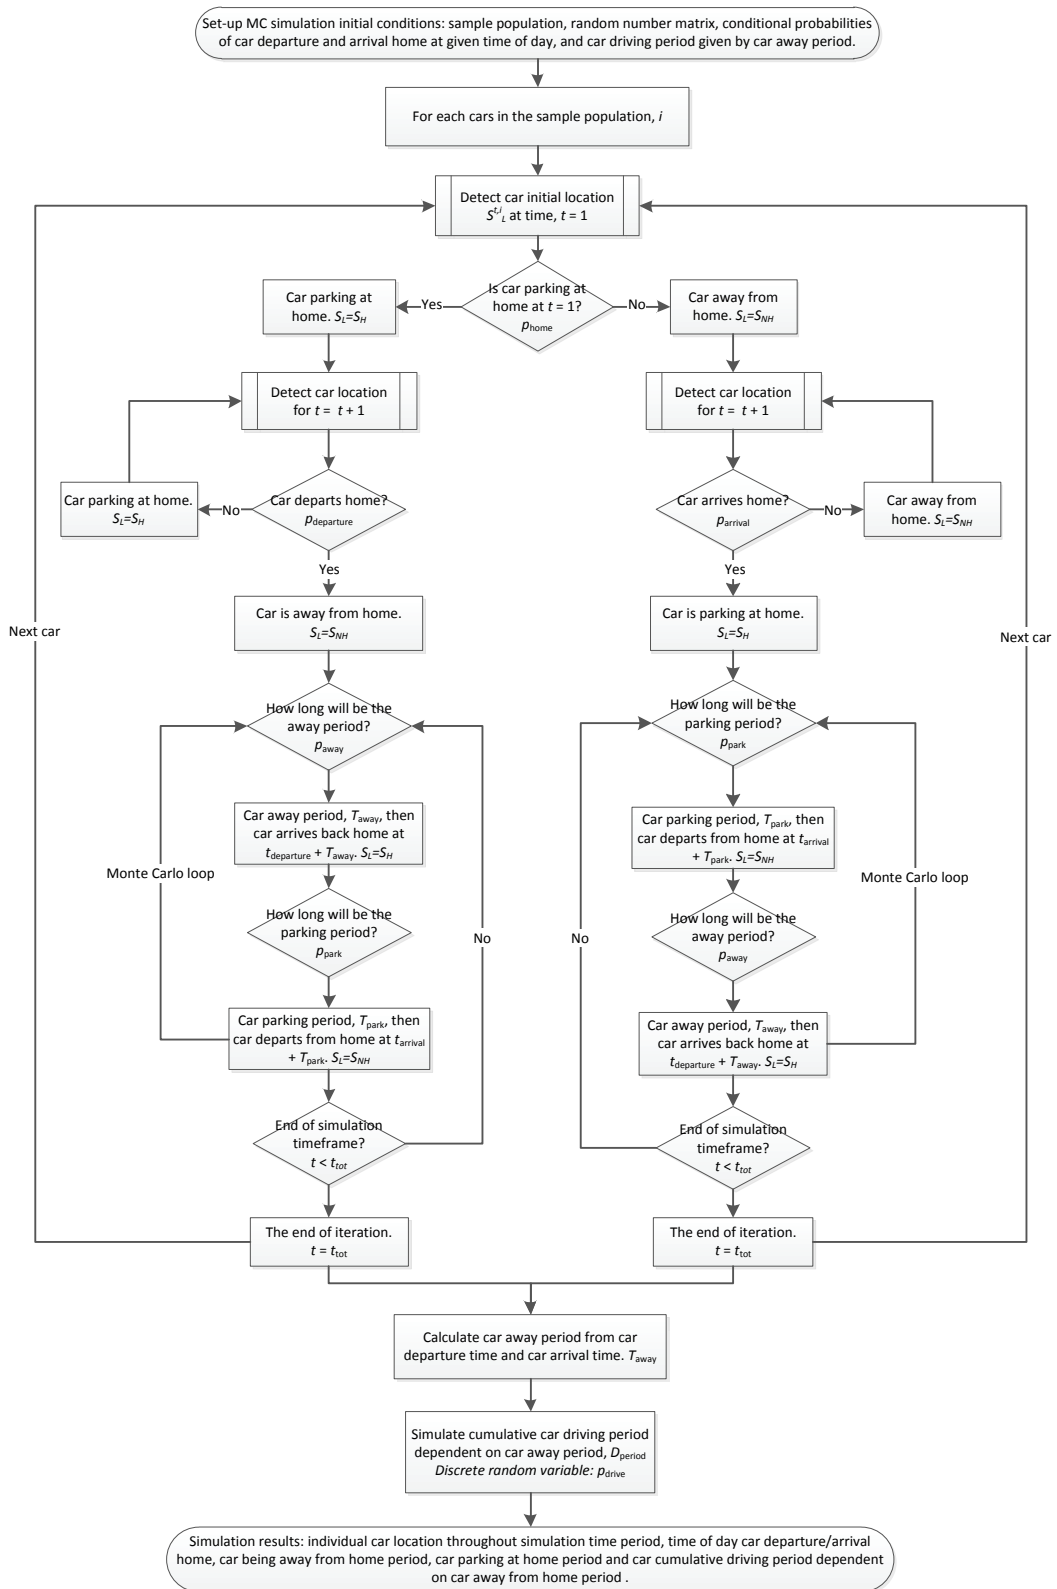 Set-up MC simulation initial conditions: sample population, random number matrix, conditional probabilities
of car departure and arrival home at given time of day, and car driving period given by car away period.
For each cars in the sample population, i
Detect car initial location
S^{t,i}_L at time, t = 1
Is car parking at
home at t = 1?
p_home
Yes
No
Car parking at
home. S_L=S_H
Car away from
home. S_L=S_NH
Detect car location
for t = t + 1
Detect car location
for t = t + 1
Car departs home?
p_departure
No
Car parking at home.
S_L=S_H
Car arrives home?
p_arrival
No
Car away from
home. S_L=S_NH
Yes
Yes
Car is away from home.
S_L=S_NH
Car is parking at home.
S_L=S_H
Next car
Next car
How long will be the
away period?
p_away
How long will be the
parking period?
p_park
Car away period, T_away, then
car arrives back home at
t_departure + T_away. S_L=S_H
Car parking period, T_park, then
car departs from home at t_arrival
+ T_park. S_L=S_NH
Monte Carlo loop
Monte Carlo loop
How long will be the
parking period?
p_park
No
No
How long will be the
away period?
p_away
Car parking period, T_park, then
car departs from home at t_arrival
+ T_park. S_L=S_NH
Car away period, T_away, then
car arrives back home at
t_departure + T_away. S_L=S_H
End of simulation
timeframe?
t < t_tot
End of simulation
timeframe?
t < t_tot
The end of iteration.
t = t_tot
The end of iteration.
t = t_tot
Calculate car away period from car
departure time and car arrival time. T_away
Simulate cumulative car driving period
dependent on car away period, D_period
Discrete random variable: p_drive
Simulation results: individual car location throughout simulation time period, time of day car departure/arrival
home, car being away from home period, car parking at home period and car cumulative driving period dependent
on car away from home period .